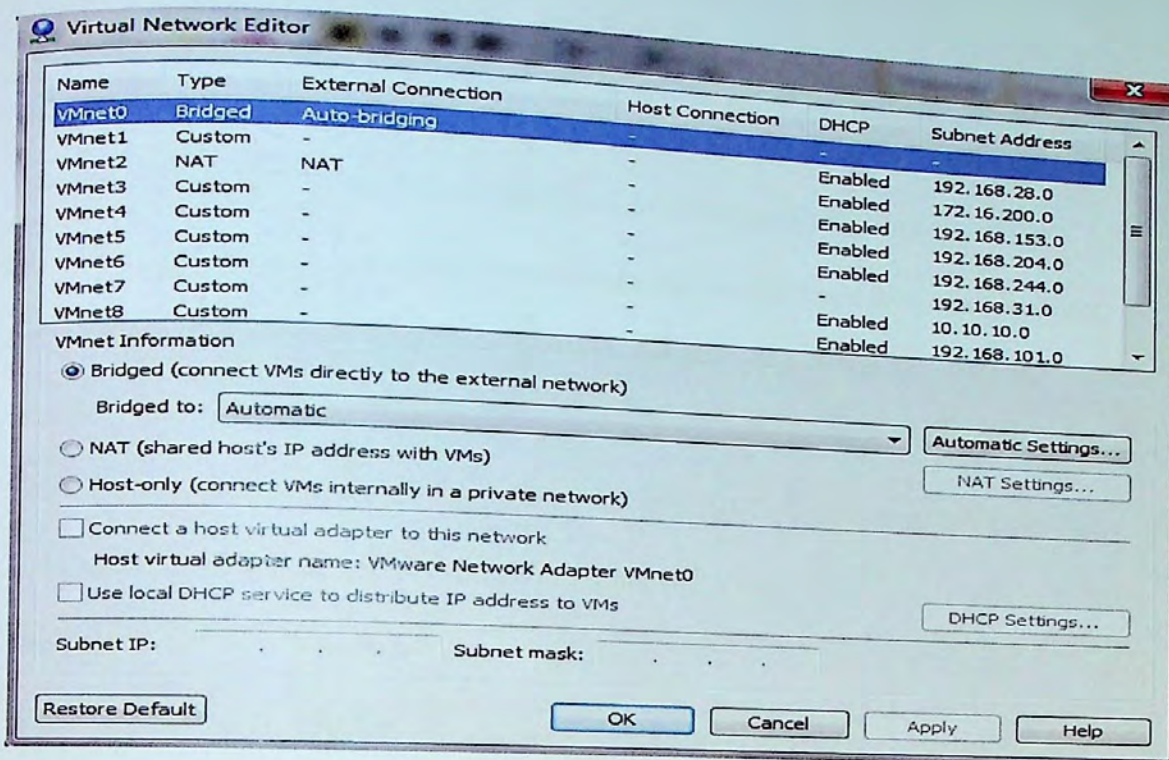 Virtual Network Editor
Name Type External Connection Host Connection DHCP Subnet Address
VMnet0 Bridged Auto-bridging - - -
VMnet1 Custom - - Enabled 192.168.28.0
VMnet2 NAT NAT - Enabled 172.16.200.0
VMnet3 Custom - - Enabled 192.168.153.0
VMnet4 Custom - - Enabled 192.168.204.0
VMnet5 Custom - - Enabled 192.168.244.0
VMnet6 Custom - - - 192.168.31.0
VMnet7 Custom - - Enabled 10.10.10.0
VMnet8 Custom - - Enabled 192.168.101.0
VMnet Information
Bridged (connect VMs directly to the external network)
Bridged to: Automatic Automatic Settings...
NAT (shared host's IP address with VMs) NAT Settings...
Host-only (connect VMs internally in a private network)
Connect a host virtual adapter to this network
Host virtual adapter name: VMware Network Adapter VMnet0
Use local DHCP service to distribute IP address to VMs DHCP Settings...
Subnet IP: . . . Subnet mask: . . .
Restore Default OK Cancel Apply Help